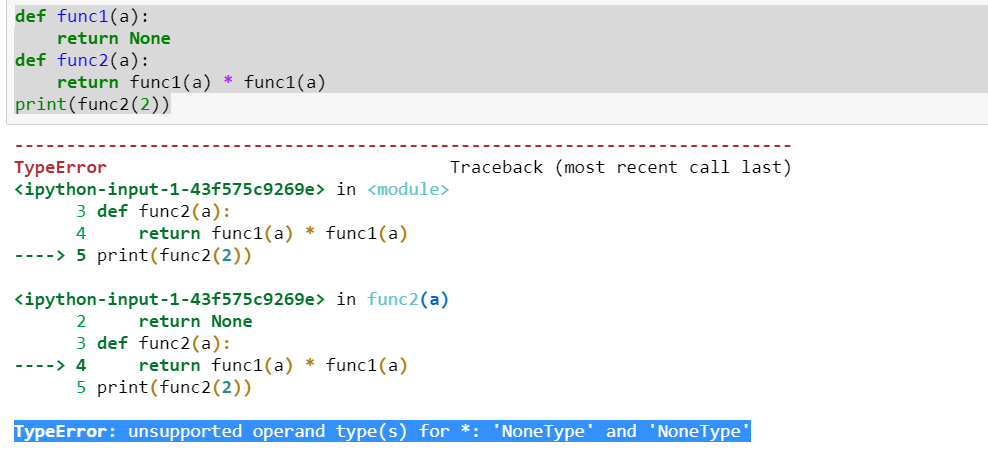 def func1(a):
    return None
def func2(a):
    return func1(a) * func1(a)
print(func2(2))
---------------------------------------------------------------------------
TypeError                                 Traceback (most recent call last)
<ipython-input-1-43f575c9269e> in <module>
      3 def func2(a):
      4     return func1(a) * func1(a)
----> 5 print(func2(2))
<ipython-input-1-43f575c9269e> in func2(a)
      2     return None
      3 def func2(a):
----> 4     return func1(a) * func1(a)
      5 print(func2(2))
TypeError: unsupported operand type(s) for *: 'NoneType' and 'NoneType'